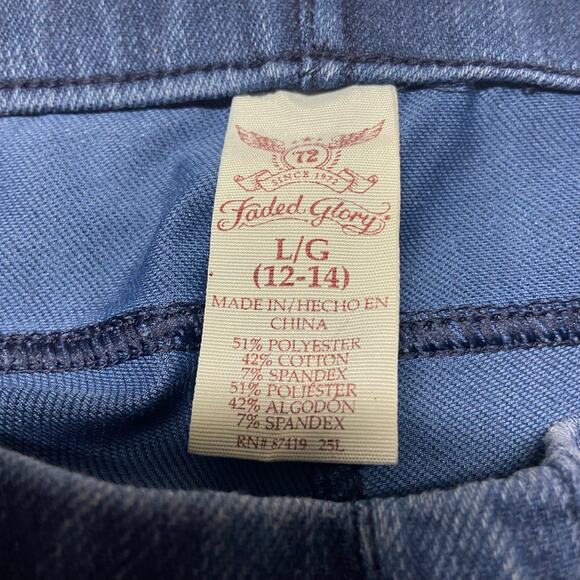 72
SINCE 1972
Faded Glory
L/G
(12-14)
MADE IN/HECHO EN
CHINA
51% POLYESTER
42% COTTON
7% SPANDEX
51% POLIÉSTER
42% ALGODÓN
7% SPANDEX
RN# 87419 25L